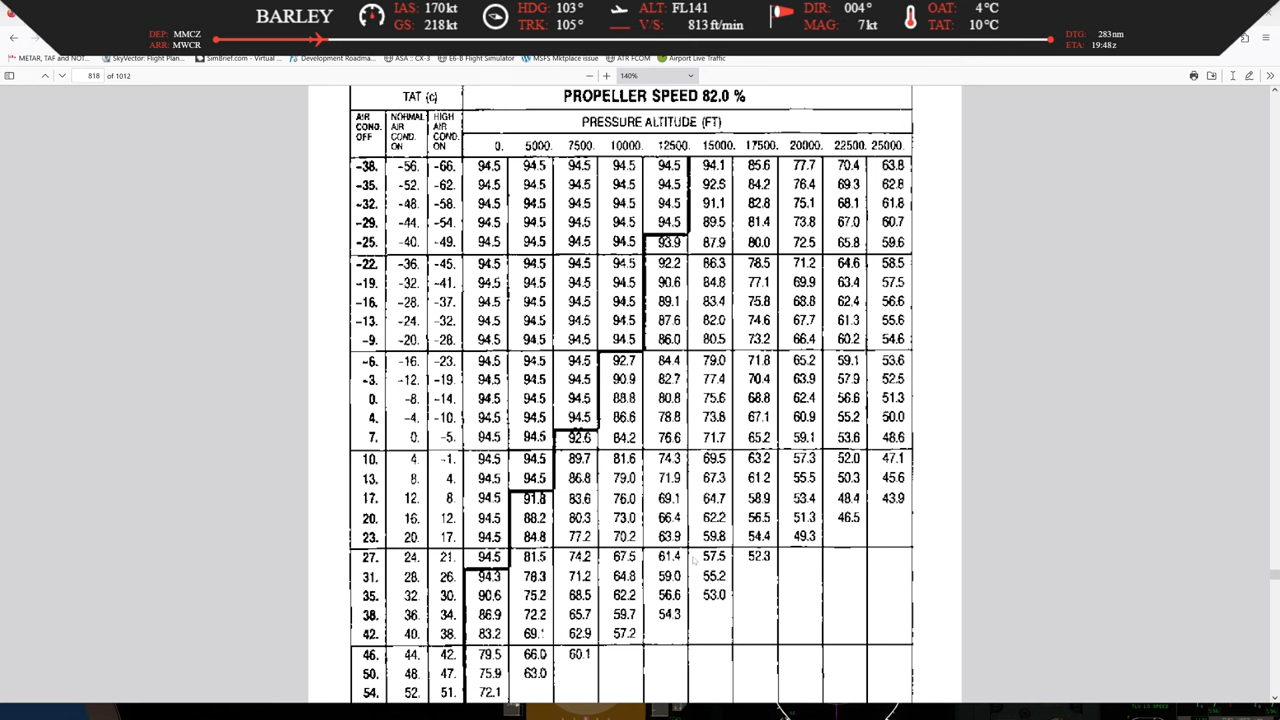 BARLEY
IAS: 170kt
GS: 218kt
HDG: 103°
TRK: 105°
ALT: FL141
V/S: 813 ft/min
DIR: 004°
MAG: 7kt
OAT: 4°C
TAT: 10°C
DEP: MMCZ
ARR: MWCR
DTG: 283nm
ETA: 19:48z
METAR, TAF and NOT... SkyVector: Flight Plan... SimBrief.com - Virtual ... Development Roadma... ASA :: CX-3 E6-B Flight Simulator MSFS Mktplace issue ATR FCOM Airport Live Traffic
818 of 1012 140%
TAT (c) PROPELLER SPEED 82.0 %
AIR COND. OFF NORMAL AIR COND. ON HIGH AIR COND. ON PRESSURE ALTITUDE (FT)
0. 5000. 7500. 10000. 12500. 15000. 17500. 20000. 22500. 25000.
-38. -56. -66. 94.5 94.5 94.5 94.5 94.5 94.1 85.6 77.7 70.4 63.8
-35. -52. -62. 94.5 94.5 94.5 94.5 94.5 92.6 84.2 76.4 69.3 62.8
-32. -48. -58. 94.5 94.5 94.5 94.5 94.5 91.1 82.8 75.1 68.1 61.8
-29. -44. -54. 94.5 94.5 94.5 94.5 94.5 89.5 81.4 73.8 67.0 60.7
-25. -40. -49. 94.5 94.5 94.5 94.5 93.9 87.9 80.0 72.5 65.8 59.6
-22. -36. -45. 94.5 94.5 94.5 94.5 92.2 86.3 78.5 71.2 64.6 58.5
-19. -32. -41. 94.5 94.5 94.5 94.5 90.6 84.8 77.1 69.9 63.4 57.5
-16. -28. -37. 94.5 94.5 94.5 94.5 89.1 83.4 75.8 68.8 62.4 56.6
-13. -24. -32. 94.5 94.5 94.5 94.5 87.6 82.0 74.6 67.7 61.3 55.6
-9. -20. -28. 94.5 94.5 94.5 94.5 86.0 80.5 73.2 66.4 60.2 54.6
-6. -16. -23. 94.5 94.5 94.5 92.7 84.4 79.0 71.8 65.2 59.1 53.6
-3. -12. -19. 94.5 94.5 94.5 90.9 82.7 77.4 70.4 63.9 57.9 52.5
0. -8. -14. 94.5 94.5 94.5 88.8 80.8 75.6 68.8 62.4 56.6 51.3
4. -4. -10. 94.5 94.5 94.5 86.6 78.8 73.8 67.1 60.9 55.2 50.0
7. 0. -5. 94.5 94.5 92.6 84.2 76.6 71.7 65.2 59.1 53.6 48.6
10. 4. -1. 94.5 94.5 89.7 81.6 74.3 69.5 63.2 57.3 52.0 47.1
13. 8. 4. 94.5 94.5 86.8 79.0 71.9 67.3 61.2 55.5 50.3 45.6
17. 12. 8. 94.5 91.8 83.6 76.0 69.1 64.7 58.9 53.4 48.4 43.9
20. 16. 12. 94.5 88.2 80.3 73.0 66.4 62.2 56.5 51.3 46.5
23. 20. 17. 94.5 84.8 77.2 70.2 63.9 59.8 54.4 49.3
27. 24. 21. 94.5 81.5 74.2 67.5 61.4 57.5 52.3
31. 28. 26. 94.3 78.3 71.2 64.8 59.0 55.2
35. 32. 30. 90.6 75.2 68.5 62.2 56.6 53.0
38. 36. 34. 86.9 72.2 65.7 59.7 54.3
42. 40. 38. 83.2 69.1 62.9 57.2
46. 44. 42. 79.5 66.0 60.1
50. 48. 47. 75.9 63.0
54. 52. 51. 72.1